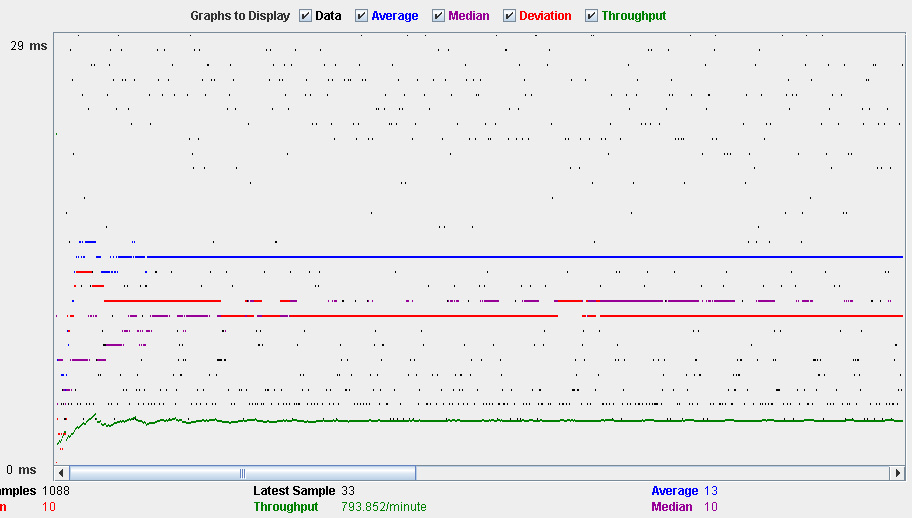 Graphs to Display Data Average Median Deviation Throughput
29 ms
0 ms
mples 1088 Latest Sample 33 Average 13
n 10 Throughput 793.852/minute Median 10